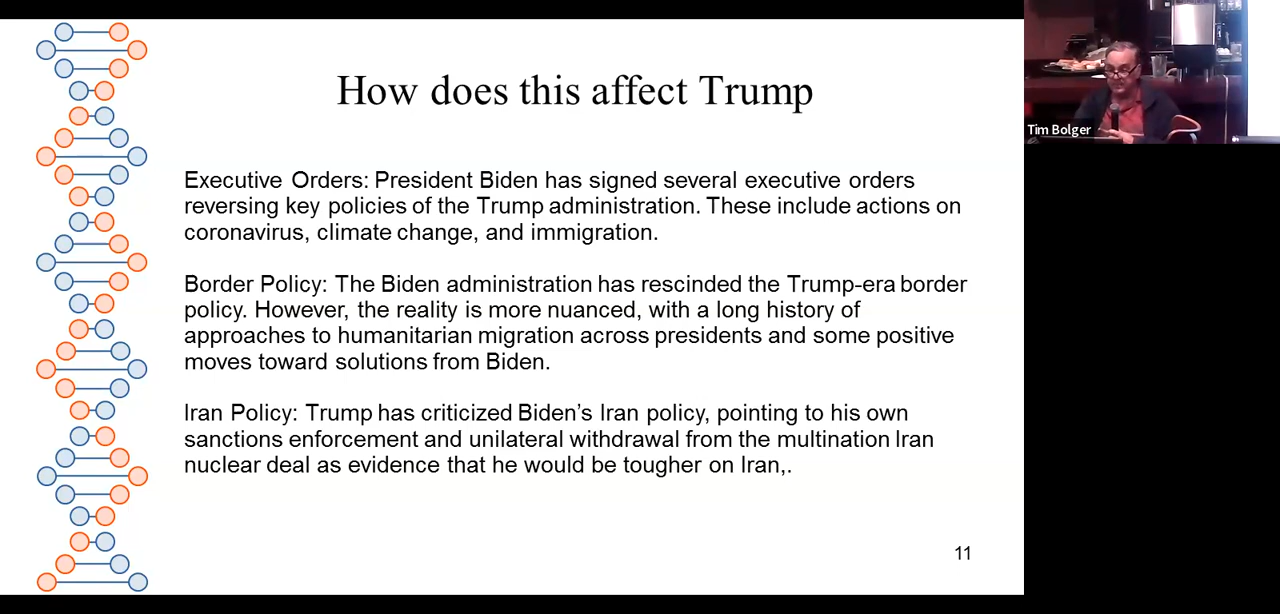 How does this affect Trump
Executive Orders: President Biden has signed several executive orders
reversing key policies of the Trump administration. These include actions on
coronavirus, climate change, and immigration.
Border Policy: The Biden administration has rescinded the Trump-era border
policy. However, the reality is more nuanced, with a long history of
approaches to humanitarian migration across presidents and some positive
moves toward solutions from Biden.
Iran Policy: Trump has criticized Biden's Iran policy, pointing to his own
sanctions enforcement and unilateral withdrawal from the multination Iran
nuclear deal as evidence that he would be tougher on Iran,.
11
Tim Bolger